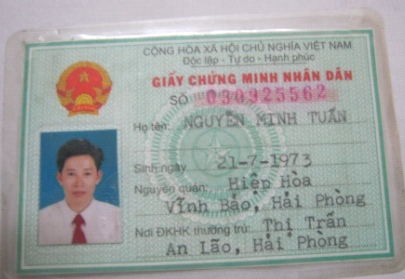 CỘNG HÒA XÃ HỘI CHỦ NGHĨA VIỆT NAM
Độc lập - Tự do - Hạnh phúc
GIẤY CHỨNG MINH NHÂN DÂN
SỐ 030925562
Họ tên: NGUYỄN MINH TUẤN
Sinh ngày 21-7-1973
Nguyên quán: Hiệp Hòa
Vĩnh Bảo, Hải Phòng
Nơi ĐKHK thường trú: Thị Trấn
An Lão, Hải Phòng